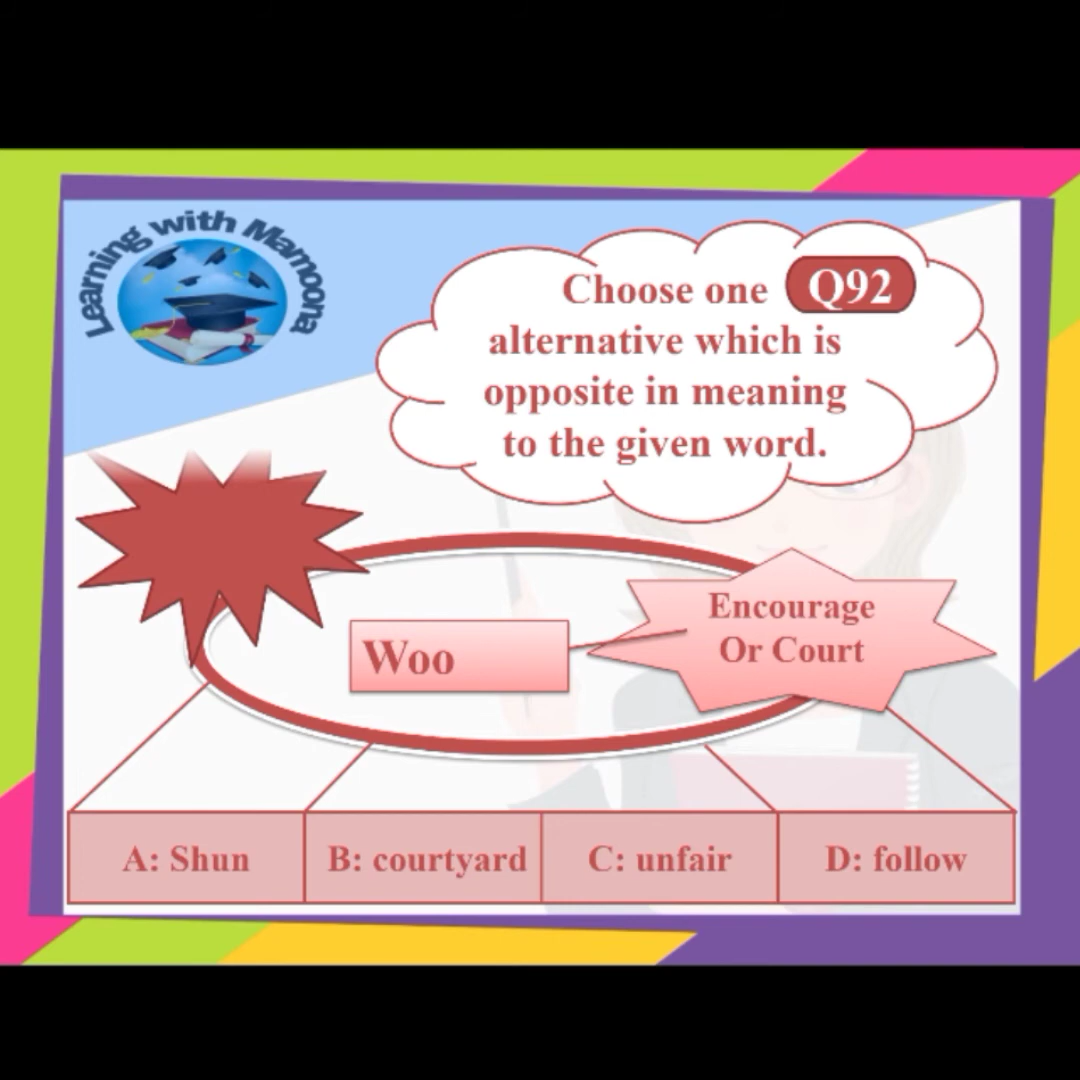 Learning with Mamoona
Choose one Q92
alternative which is
opposite in meaning
to the given word.
Encourage
Or Court
Woo
A: Shun
B: courtyard
C: unfair
D: follow